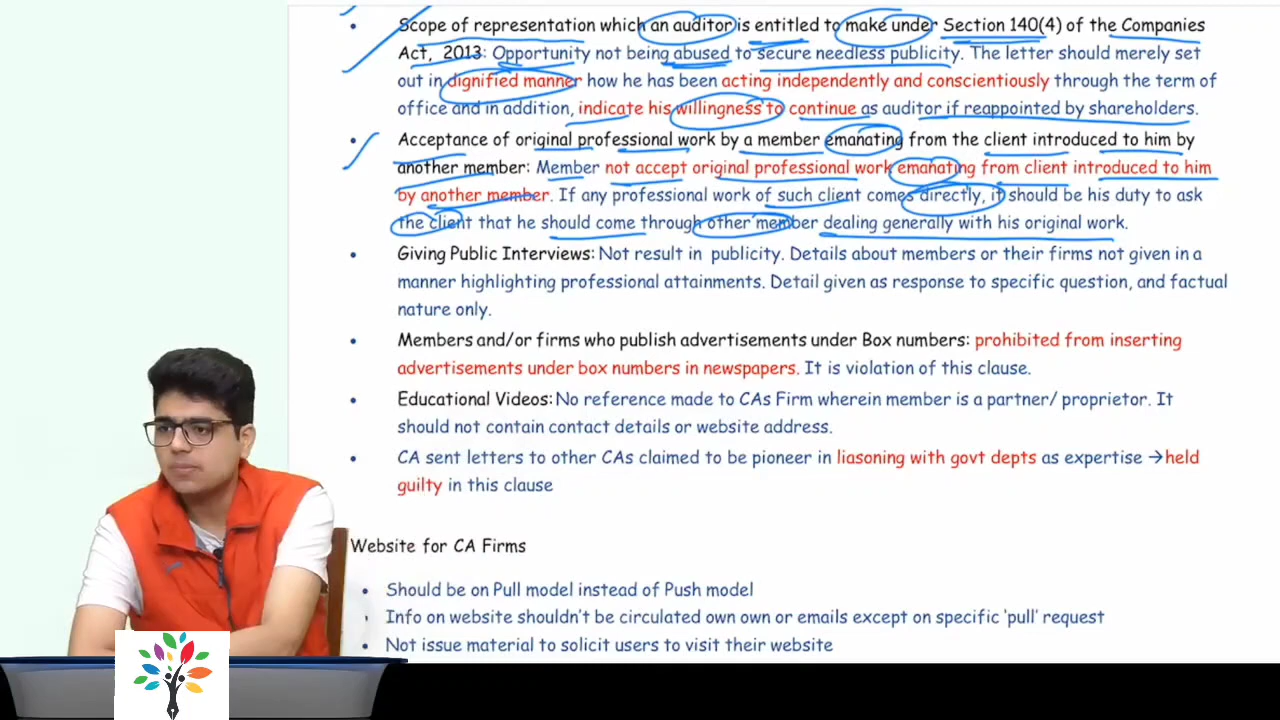 • Scope of representation which an auditor is entitled to make under Section 140(4) of the Companies
Act, 2013: Opportunity not being abused to secure needless publicity. The letter should merely set
out in dignified manner how he has been acting independently and conscientiously through the term of
office and in addition, indicate his willingness to continue as auditor if reappointed by shareholders.
• Acceptance of original professional work by a member emanating from the client introduced to him by
another member: Member not accept original professional work emanating from client introduced to him
by another member. If any professional work of such client comes directly, it should be his duty to ask
the client that he should come through other member dealing generally with his original work.
• Giving Public Interviews: Not result in publicity. Details about members or their firms not given in a
manner highlighting professional attainments. Detail given as response to specific question, and factual
nature only.
• Members and/or firms who publish advertisements under Box numbers: prohibited from inserting
advertisements under box numbers in newspapers. It is violation of this clause.
• Educational Videos: No reference made to CAs Firm wherein member is a partner/ proprietor. It
should not contain contact details or website address.
• CA sent letters to other CAs claimed to be pioneer in liasoning with govt depts as expertise →held
guilty in this clause
Website for CA Firms
• Should be on Pull model instead of Push model
• Info on website shouldn't be circulated own own or emails except on specific 'pull' request
• Not issue material to solicit users to visit their website